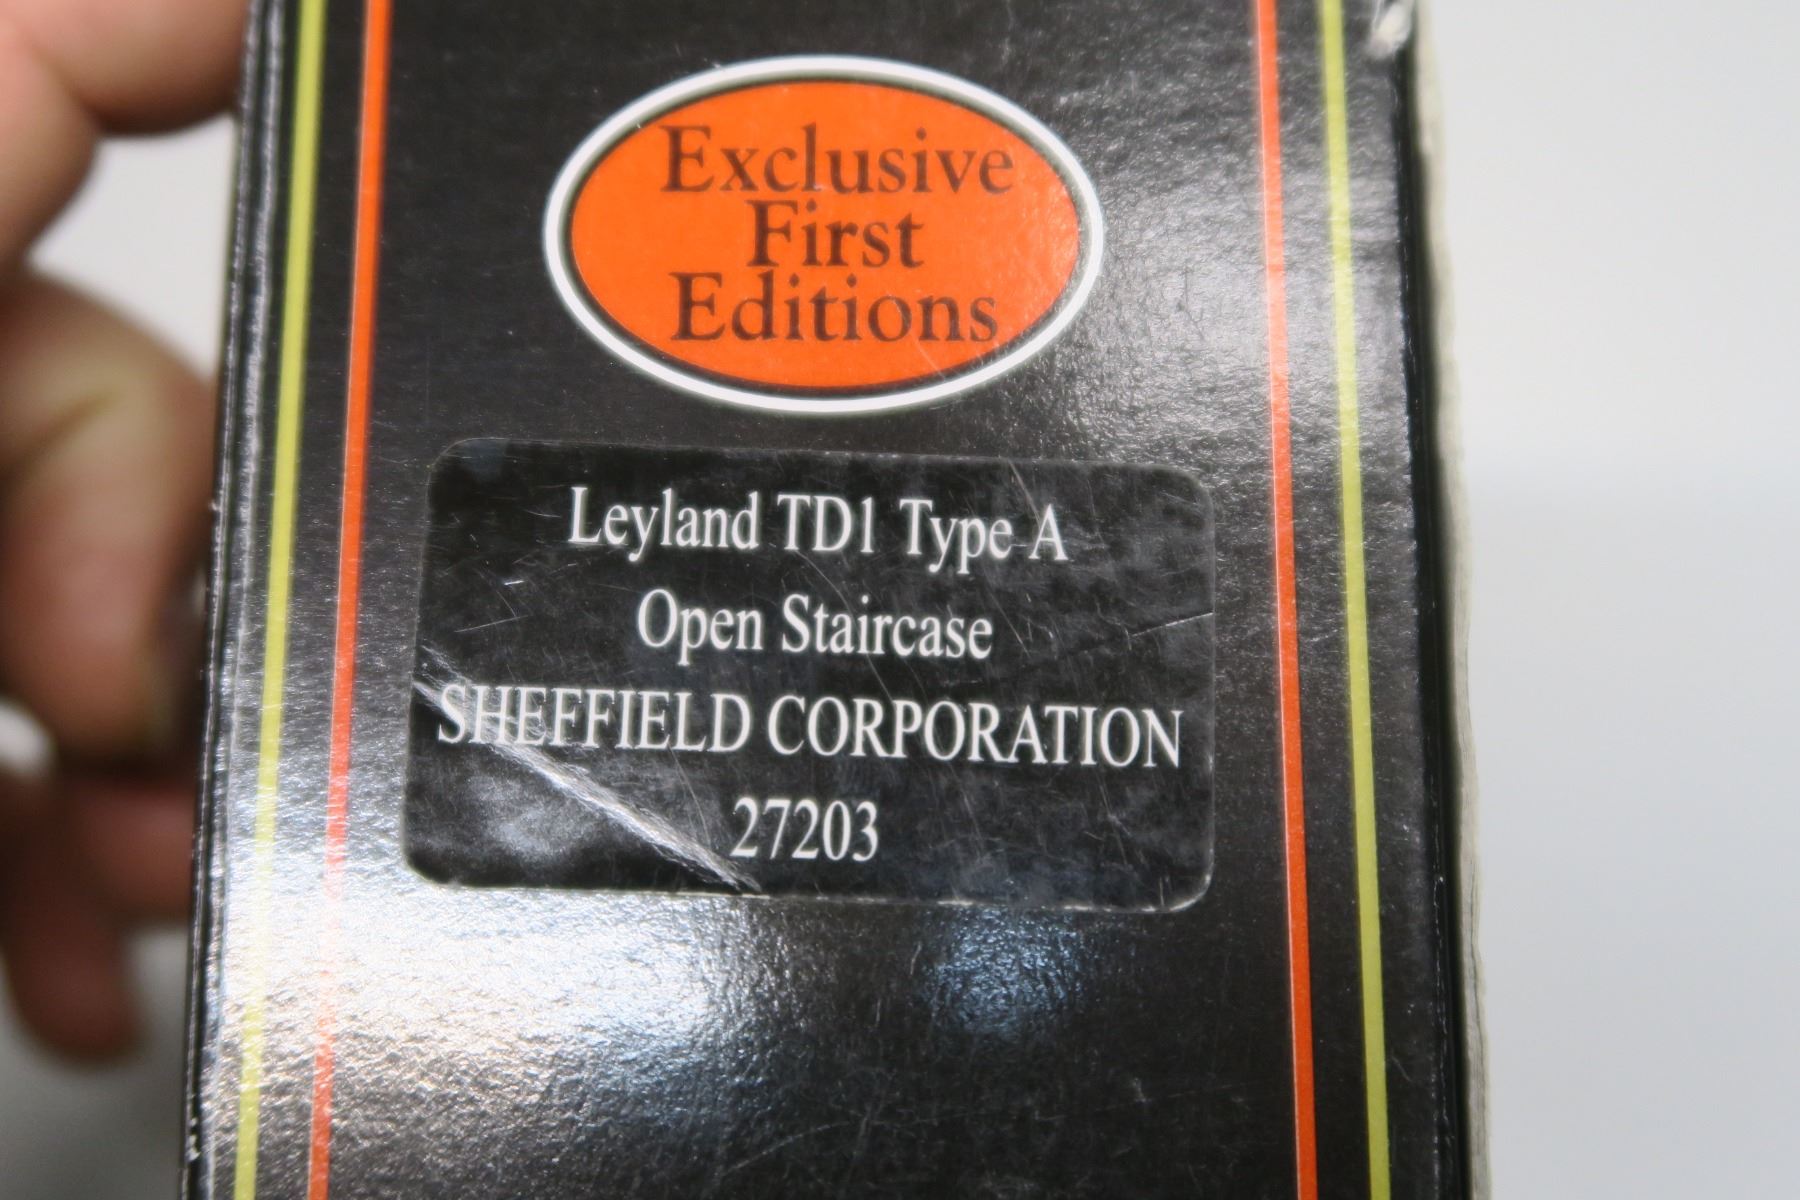 Exclusive
First
Editions
Leyland TD1 Type A
Open Staircase
SHEFFIELD CORPORATION
27203